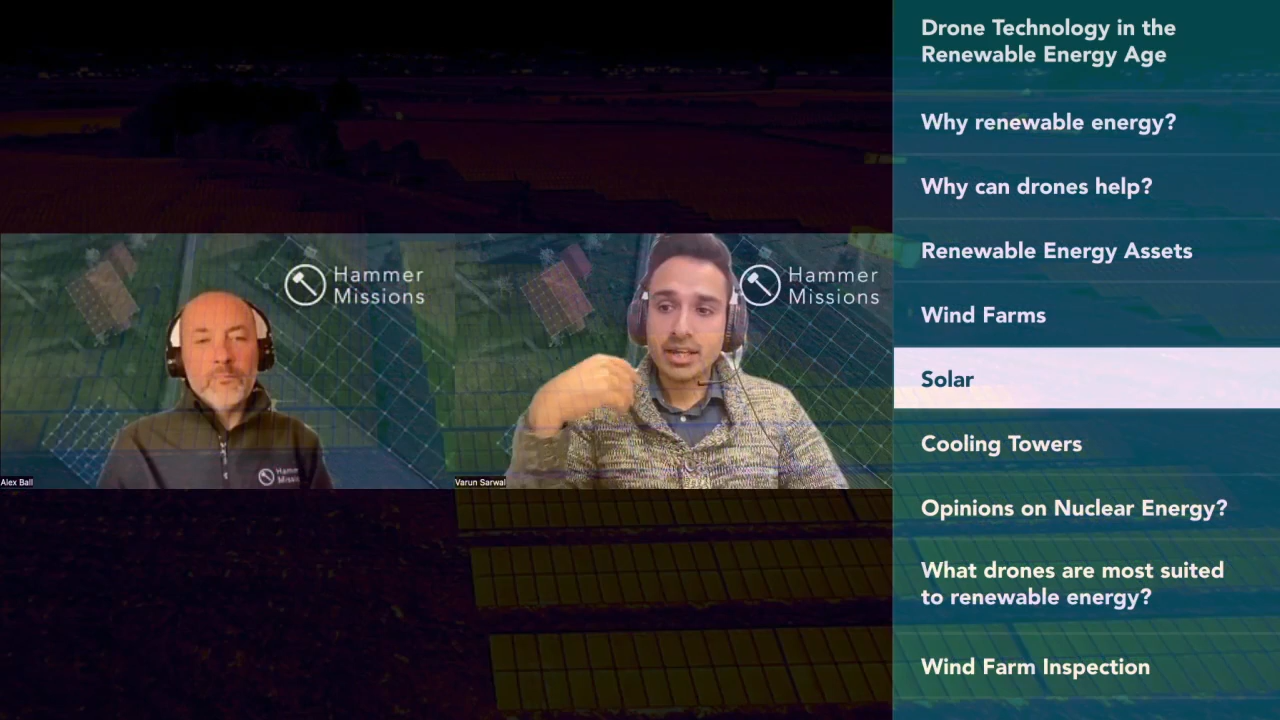 Drone Technology in the
Renewable Energy Age
Why renewable energy?
Why can drones help?
Renewable Energy Assets
Wind Farms
Solar
Cooling Towers
Opinions on Nuclear Energy?
What drones are most suited
to renewable energy?
Wind Farm Inspection
Hammer
Missions
Hammer
Missions
Alex Ball
Varun Sarwal